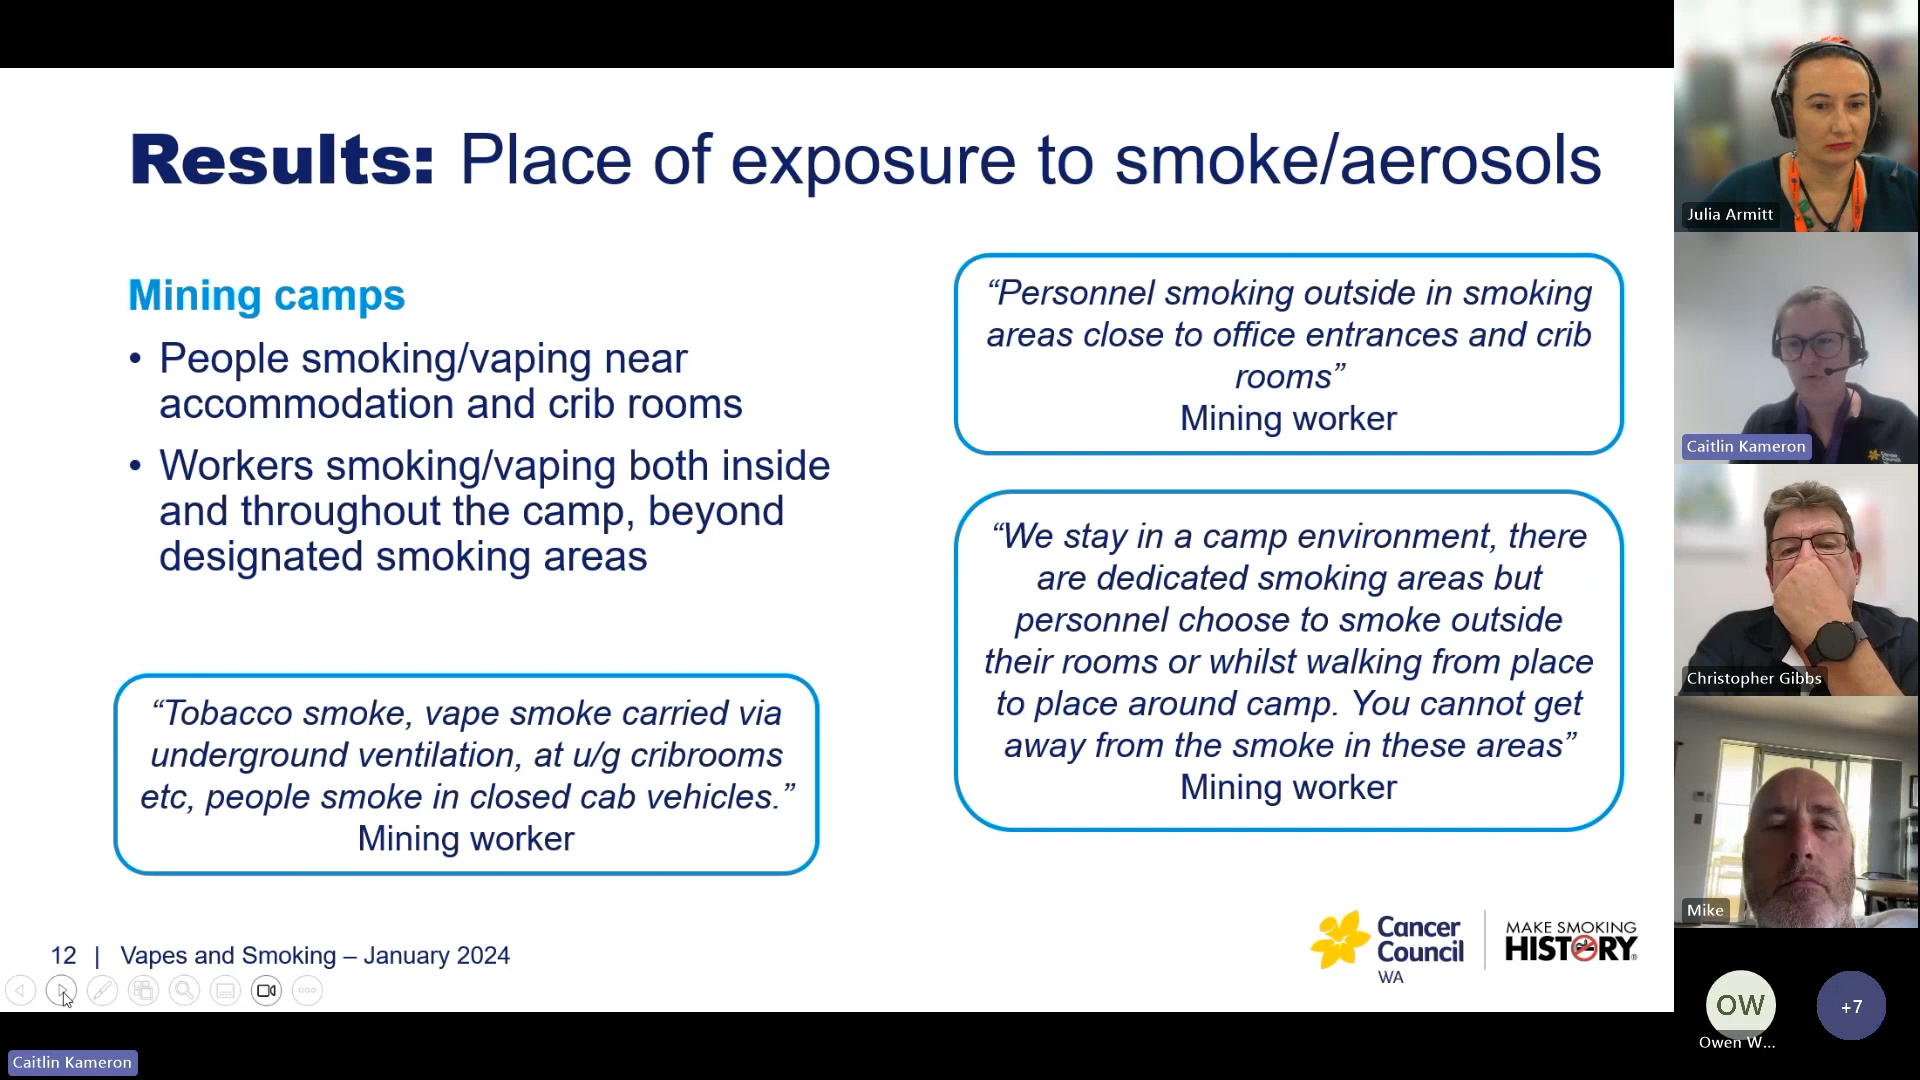 Results: Place of exposure to smoke/aerosols
Mining camps
• People smoking/vaping near
accommodation and crib rooms
• Workers smoking/vaping both inside
and throughout the camp, beyond
designated smoking areas
“Tobacco smoke, vape smoke carried via
underground ventilation, at u/g cribrooms
etc, people smoke in closed cab vehicles.”
Mining worker
“Personnel smoking outside in smoking
areas close to office entrances and crib
rooms”
Mining worker
“We stay in a camp environment, there
are dedicated smoking areas but
personnel choose to smoke outside
their rooms or whilst walking from place
to place around camp. You cannot get
away from the smoke in these areas”
Mining worker
12 | Vapes and Smoking – January 2024
Cancer
Council
WA
MAKE SMOKING
HISTORY
Caitlin Kameron
Julia Armitt
Caitlin Kameron
Cancer
Council
Christopher Gibbs
Mike
OW
Owen W...
+7